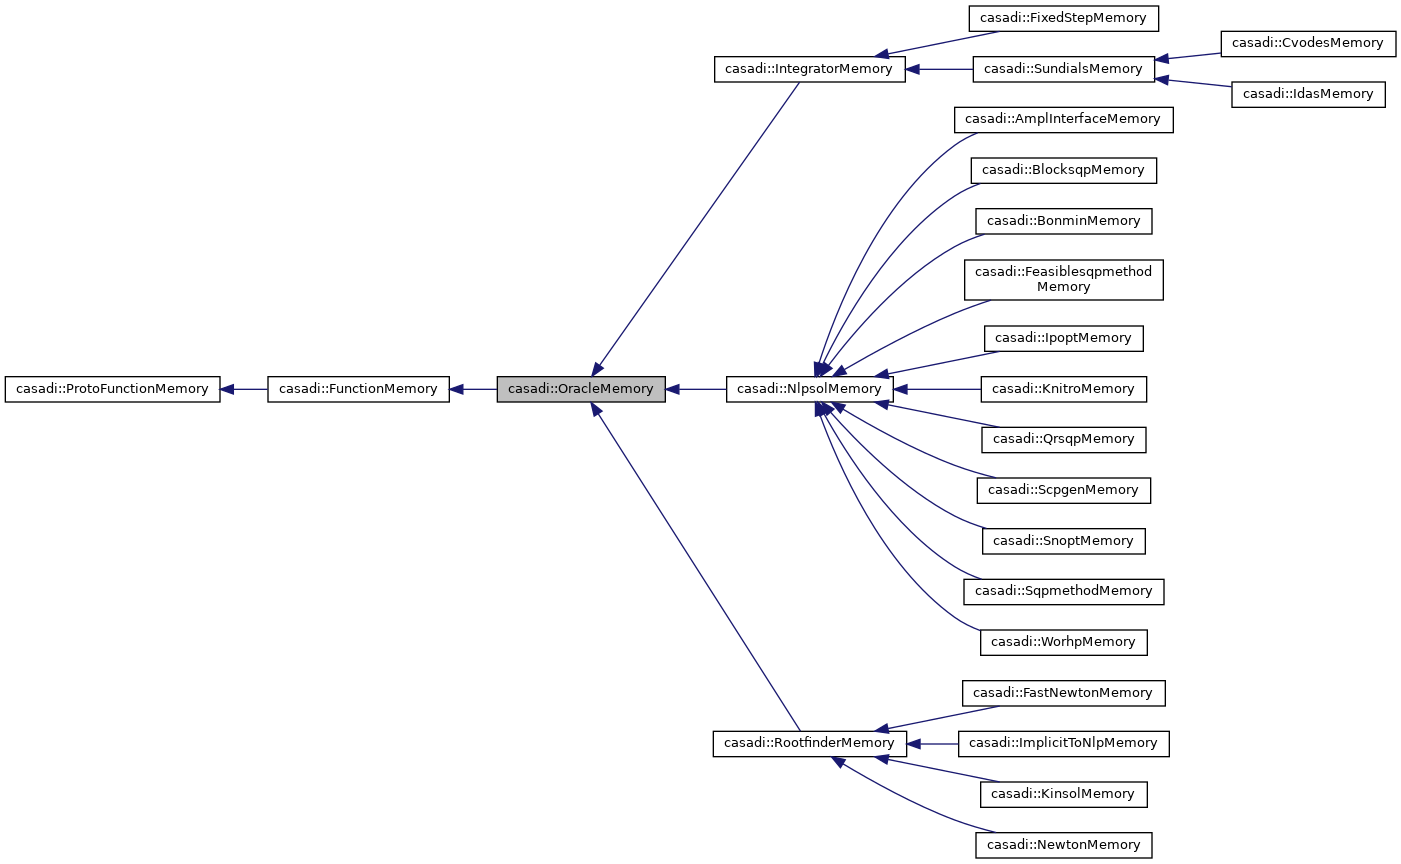 casadi::FixedStepMemory
casadi::CvodesMemory
casadi::IntegratorMemory
casadi::SundialsMemory
casadi::IdasMemory
casadi::AmplInterfaceMemory
casadi::BlocksqpMemory
casadi::BonminMemory
casadi::Feasiblesqpmethod
Memory
casadi::IpoptMemory
casadi::ProtoFunctionMemory
casadi::FunctionMemory
casadi::OracleMemory
casadi::NlpsolMemory
casadi::KnitroMemory
casadi::QrsqpMemory
casadi::ScpgenMemory
casadi::SnoptMemory
casadi::SqpmethodMemory
casadi::WorhpMemory
casadi::FastNewtonMemory
casadi::RootfinderMemory
casadi::ImplicitToNlpMemory
casadi::KinsolMemory
casadi::NewtonMemory